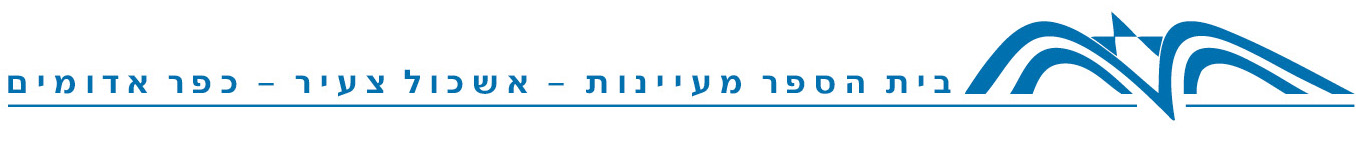 בית הספר מעיינות – אשכול צעיר – כפר אדומים